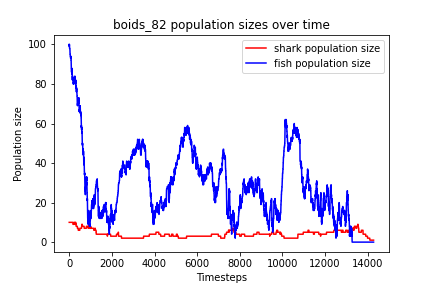 boids_82 population sizes over time
shark population size
fish population size
Population size
100
80
60
40
20
0
0 2000 4000 6000 8000 10000 12000 14000
Timesteps